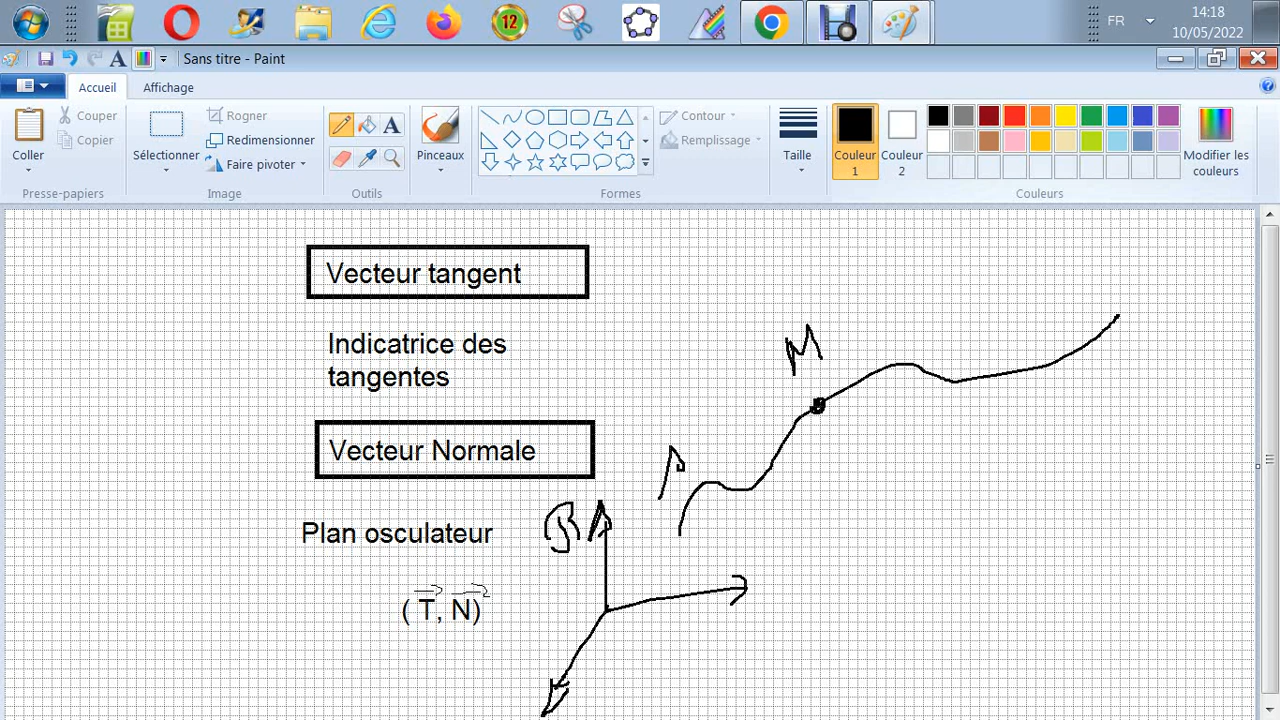 12
FR
14:18
10/05/2022
Sans titre - Paint
Accueil
Affichage
Coller
Couper
Copier
Presse-papiers
Sélectionner
Rogner
Redimensionner
Faire pivoter
Image
A
Outils
Pinceaux
Contour
Remplissage
Formes
Taille
Couleur 1
Couleur 2
Modifier les couleurs
Couleurs
Vecteur tangent
Indicatrice des
tangentes
M
Vecteur Normale
Plan osculateur
( T, N)